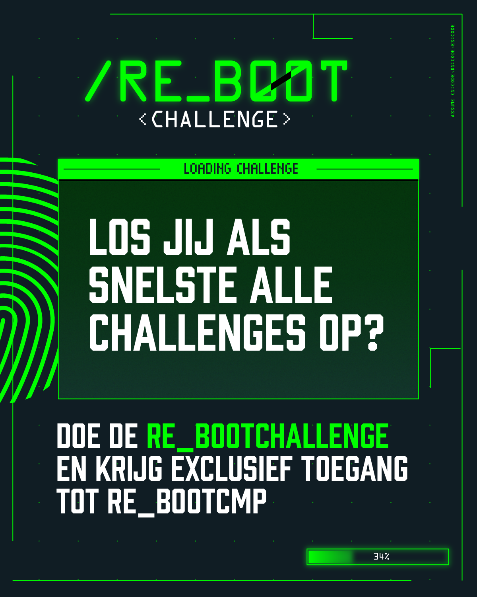 /RE_BOOT
<CHALLENGE>
LOADING CHALLENGE
LOS JIJ ALS
SNELSTE ALLE
CHALLENGES OP?
DOE DE RE_BOOTCHALLENGE
EN KRIJG EXCLUSIEF TOEGANG
TOT RE_BOOTCMP
34%